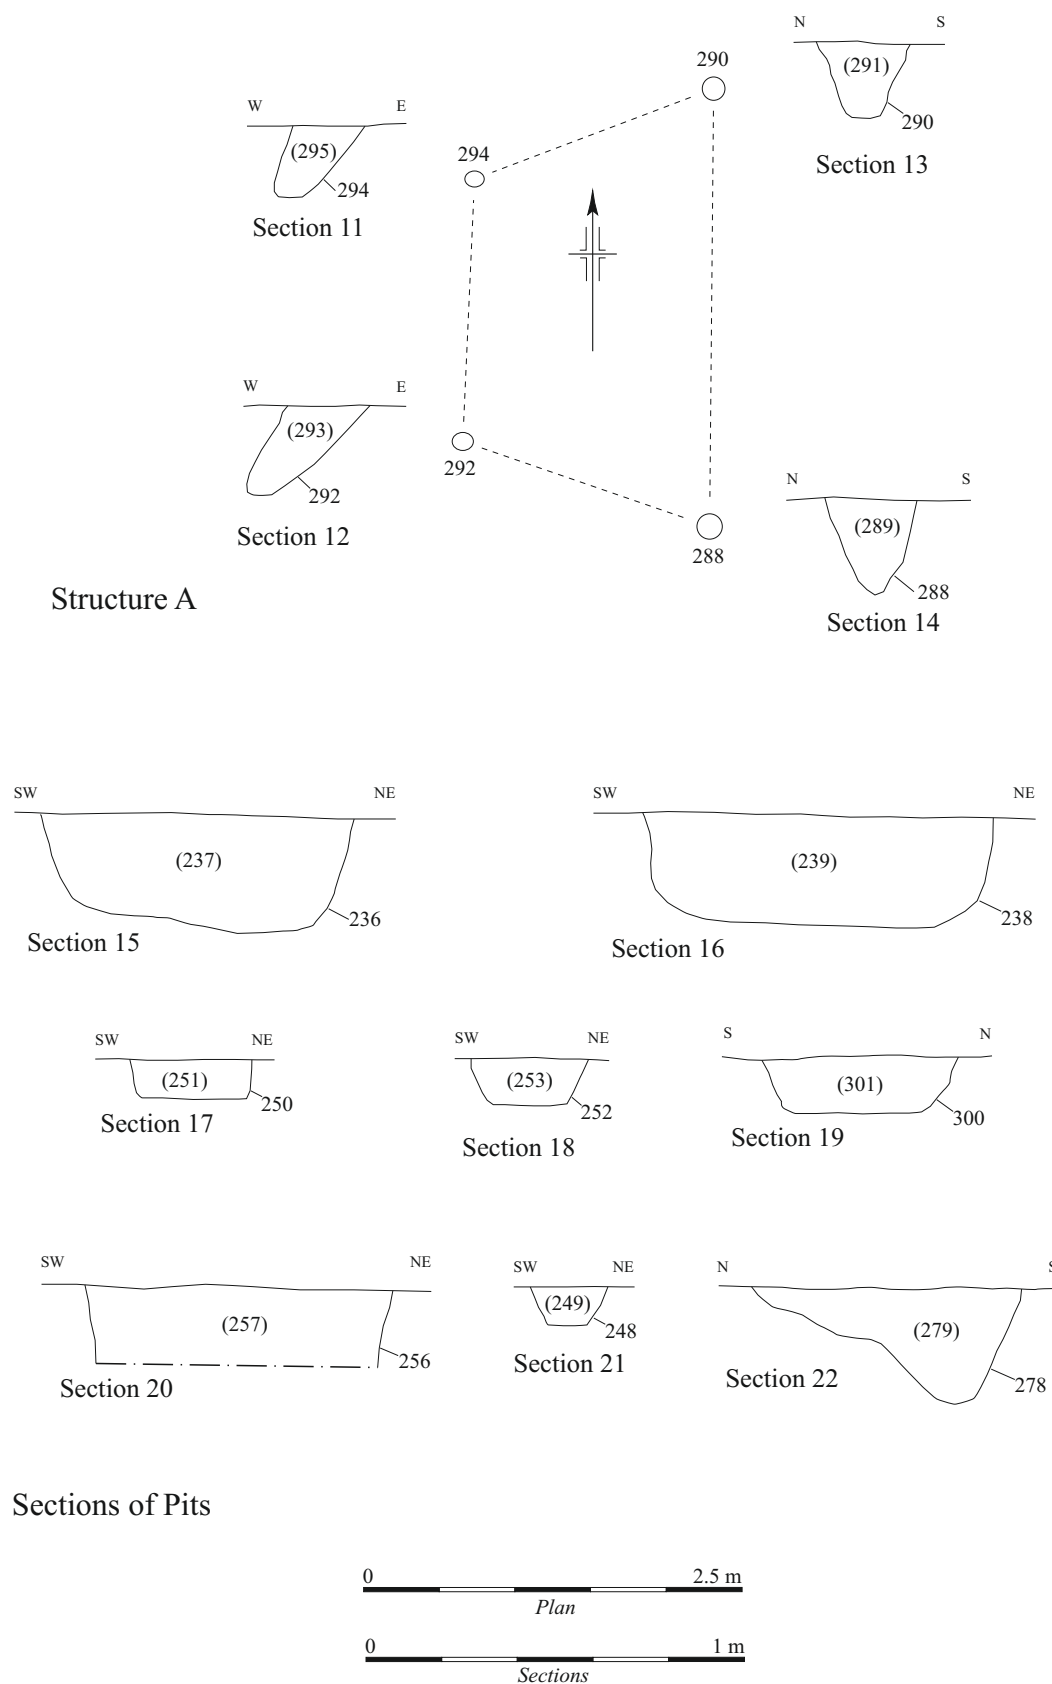 N S
290
(291)
290
Section 13
W E
(295)
294
Section 11
294
W E
(293)
292
Section 12
292
288
N S
(289)
288
Section 14
Structure A
SW NE
(237)
236
Section 15
SW NE
(239)
238
Section 16
SW NE
(251)
250
Section 17
SW NE
(253)
252
Section 18
S N
(301)
300
Section 19
SW NE
(257)
256
Section 20
SW NE
(249)
248
Section 21
N S
(279)
278
Section 22
Sections of Pits
0 2.5 m
Plan
0 1 m
Sections